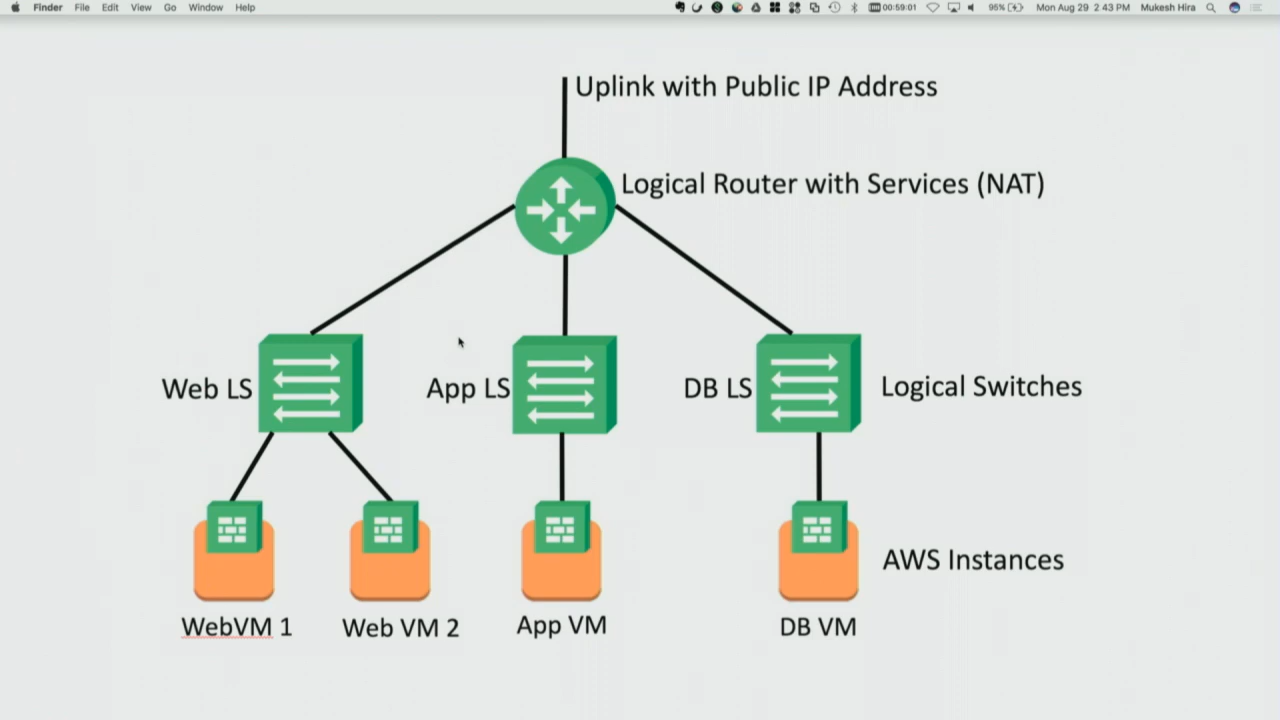 Finder File Edit View Go Window Help 00:59:01 95% Mon Aug 29 2:43 PM Mukesh Hira
Uplink with Public IP Address
Logical Router with Services (NAT)
Web LS App LS DB LS Logical Switches
AWS Instances
WebVM 1 Web VM 2 App VM DB VM